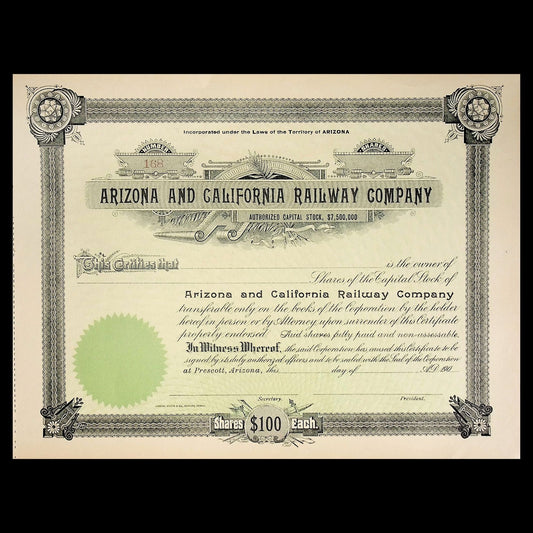 Incorporated under the Laws of the Territory of ARIZONA
NUMBER
SHARES
168
ARIZONA AND CALIFORNIA RAILWAY COMPANY
AUTHORIZED CAPITAL STOCK, $7,500,000
This Certifies that is the owner of
Shares of the Capital Stock of
Arizona and California Railway Company
transferable only on the books of the Corporation by the holder
hereof in person or by Attorney upon surrender of this Certificate
properly endorsed. Said shares fully paid and non-assessable.
In Witness Whereof, the said Corporation has caused this Certificate to be
signed by its duly authorized officers and to be sealed with the Seal of the Corporation
at Prescott, Arizona, this day of A.D. 190
Secretary. President.
Shares $100 Each.